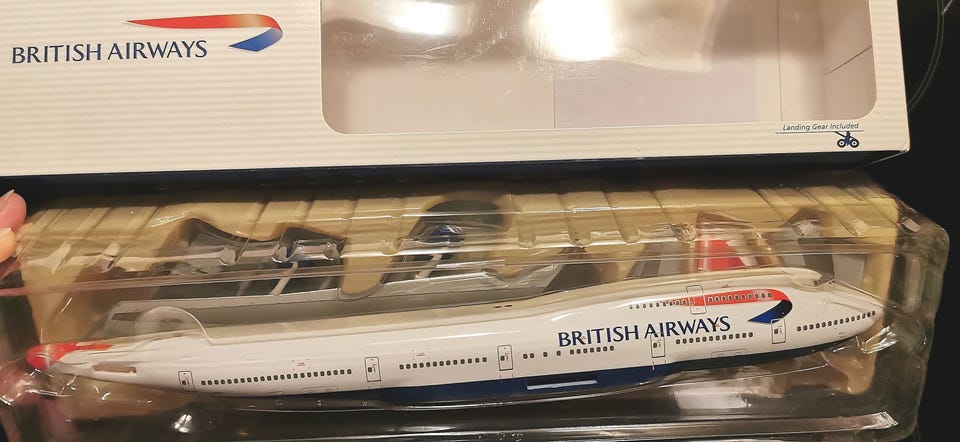 BRITISH AIRWAYS
Landing Gear Included
BRITISH AIRWAYS